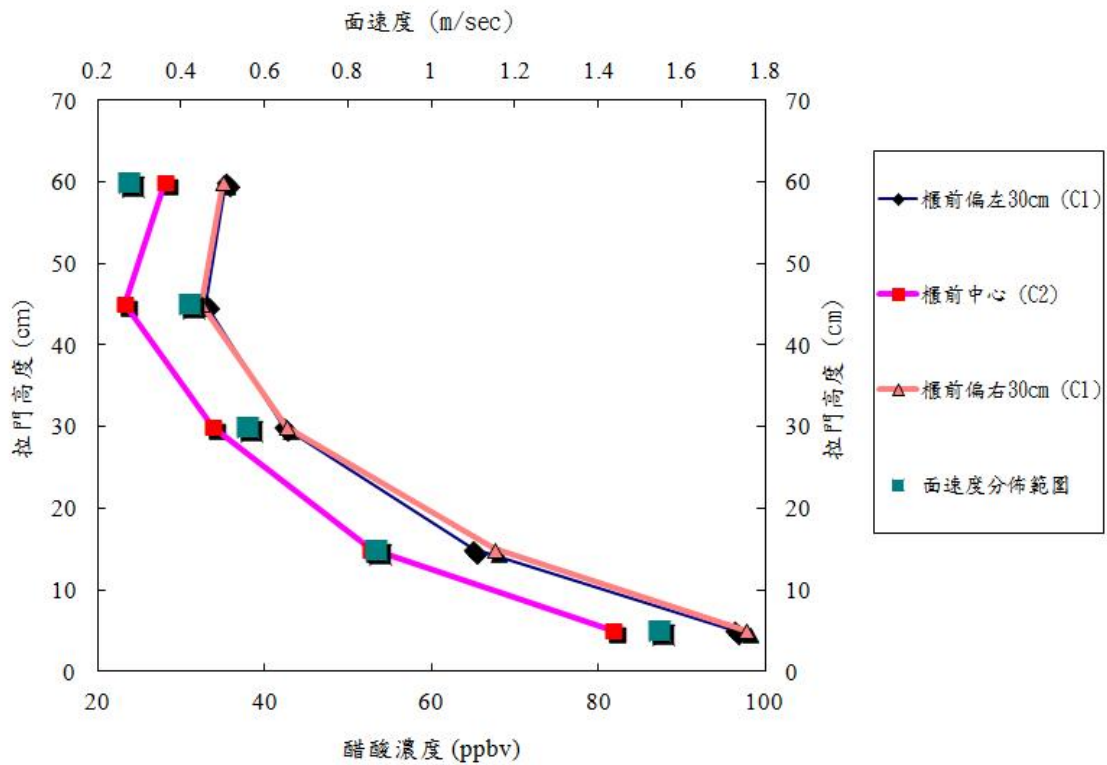 面速度 (m/sec)
0.2 0.4 0.6 0.8 1 1.2 1.4 1.6 1.8
70 70
60 60
50 50
40 40
30 30
20 20
10 10
0 0
拉門高度 (cm)
拉門高度 (cm)
20 40 60 80 100
醋酸濃度 (ppbv)
櫃前偏左30cm (C1)
櫃前中心 (C2)
櫃前偏右30cm (C1)
面速度分佈範圍